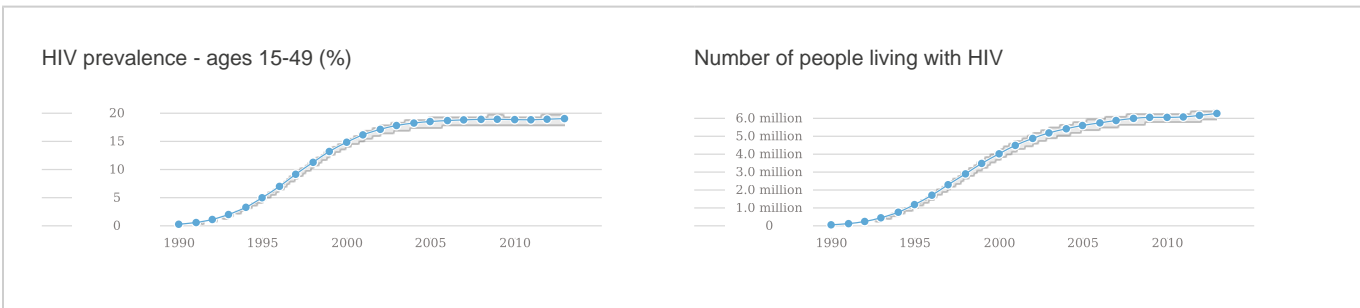 HIV prevalence - ages 15-49 (%)
20
15
10
5
0
1990 1995 2000 2005 2010
Number of people living with HIV
6.0 million
5.0 million
4.0 million
3.0 million
2.0 million
1.0 million
0
1990 1995 2000 2005 2010